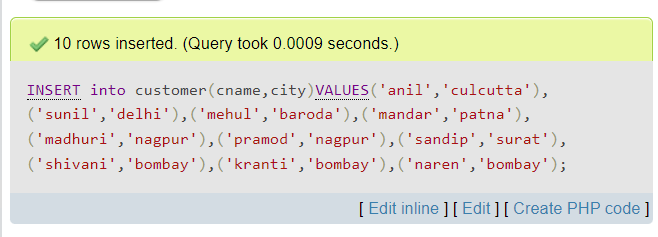 10 rows inserted. (Query took 0.0009 seconds.)
INSERT into customer(cname,city)VALUES('anil','culcutta'),
('sunil','delhi'),('mehul','baroda'),('mandar','patna'),
('madhuri','nagpur'),('pramod','nagpur'),('sandip','surat'),
('shivani','bombay'),('kranti','bombay'),('naren','bombay');
[ Edit inline ] [ Edit ] [ Create PHP code ]